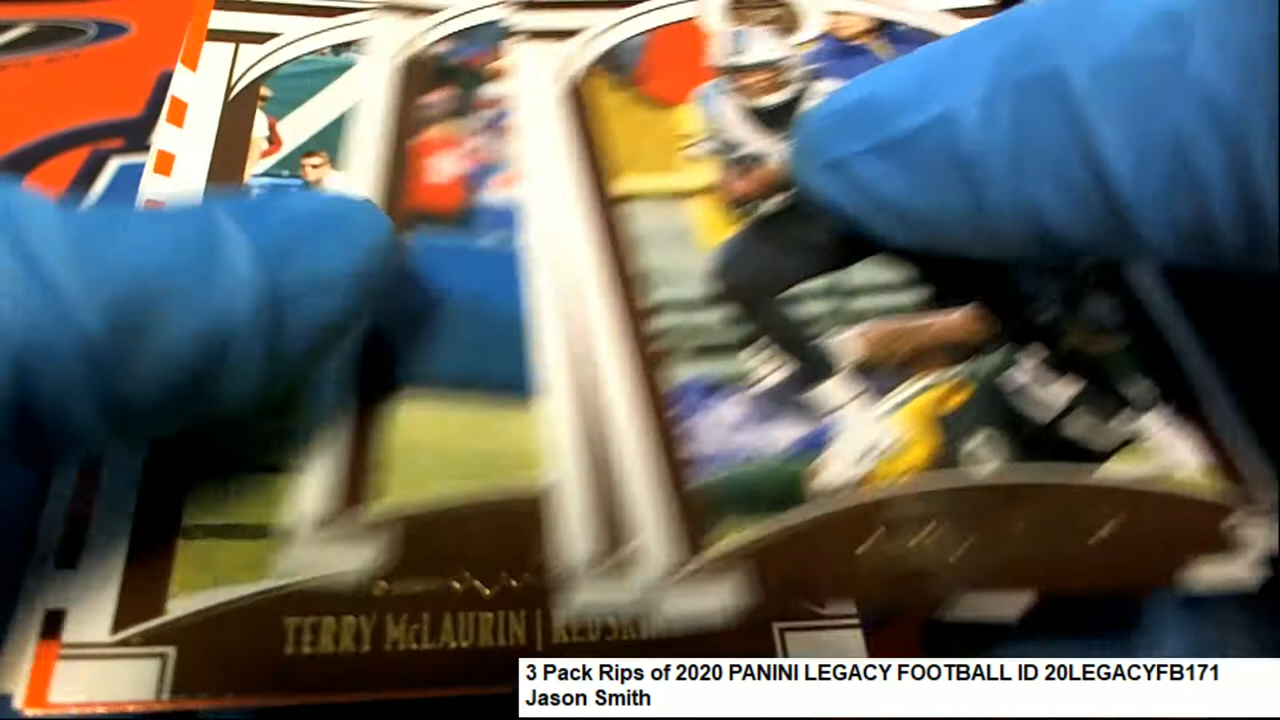 TERRY McLAURIN |
3 Pack Rips of 2020 PANINI LEGACY FOOTBALL ID 20LEGACYFB171
Jason Smith